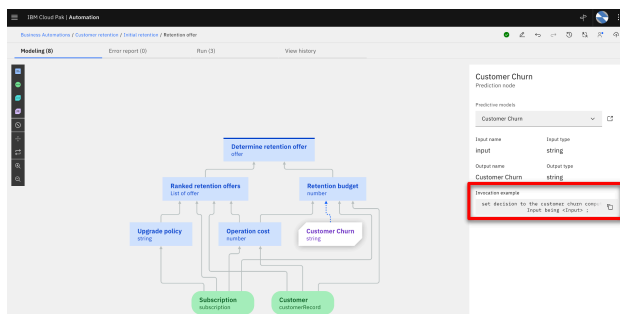 IBM Cloud Pak | Automation
Business Automations / Customer retention / Initial retention / Retention offer
Modeling (8)
Error report (0)
Run (3)
View history
Determine retention offer
offer
Ranked retention offers
List of offer
Retention budget
number
Upgrade policy
string
Operation cost
number
Customer Churn
string
Subscription
subscription
Customer
customerRecord
Customer Churn
Prediction node
Predictive models
Customer Churn
Input name
Input type
input
string
Output name
Output type
Customer Churn
string
Invocation example
set decision to the customer churn comp
Input being <Input> ;